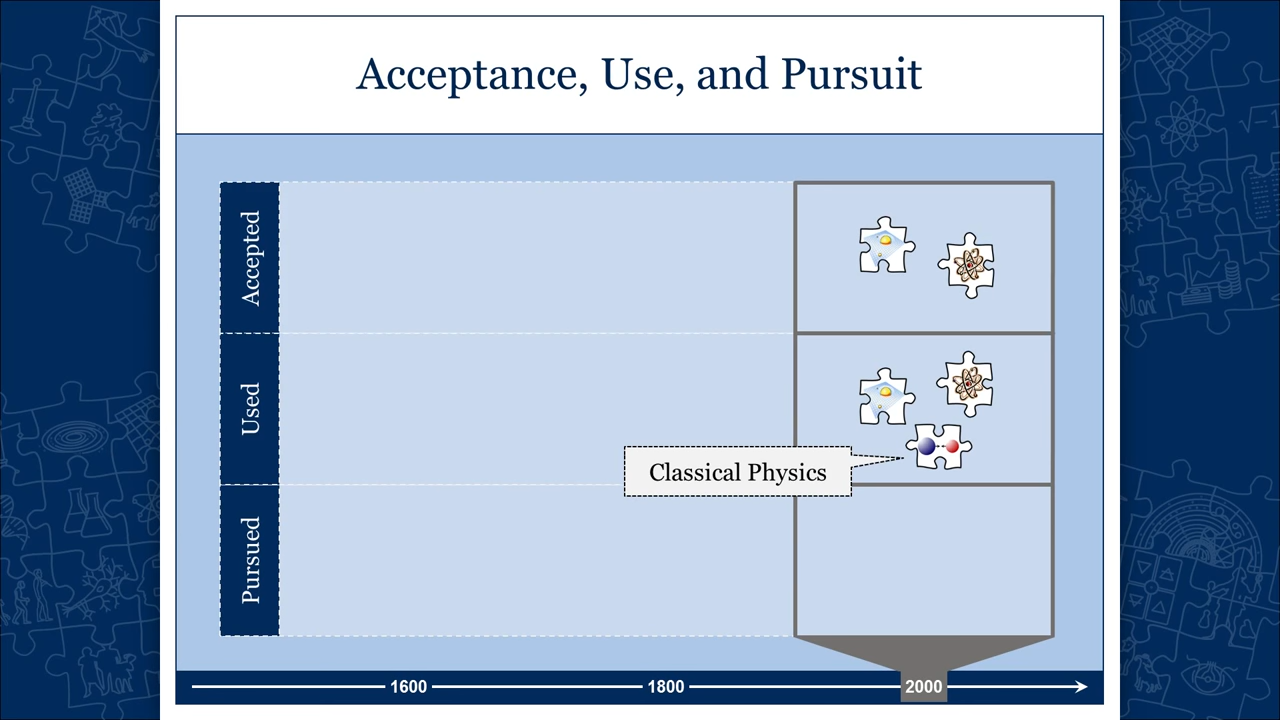 Acceptance, Use, and Pursuit
Accepted
Used
Classical Physics
Pursued
1600
1800
2000